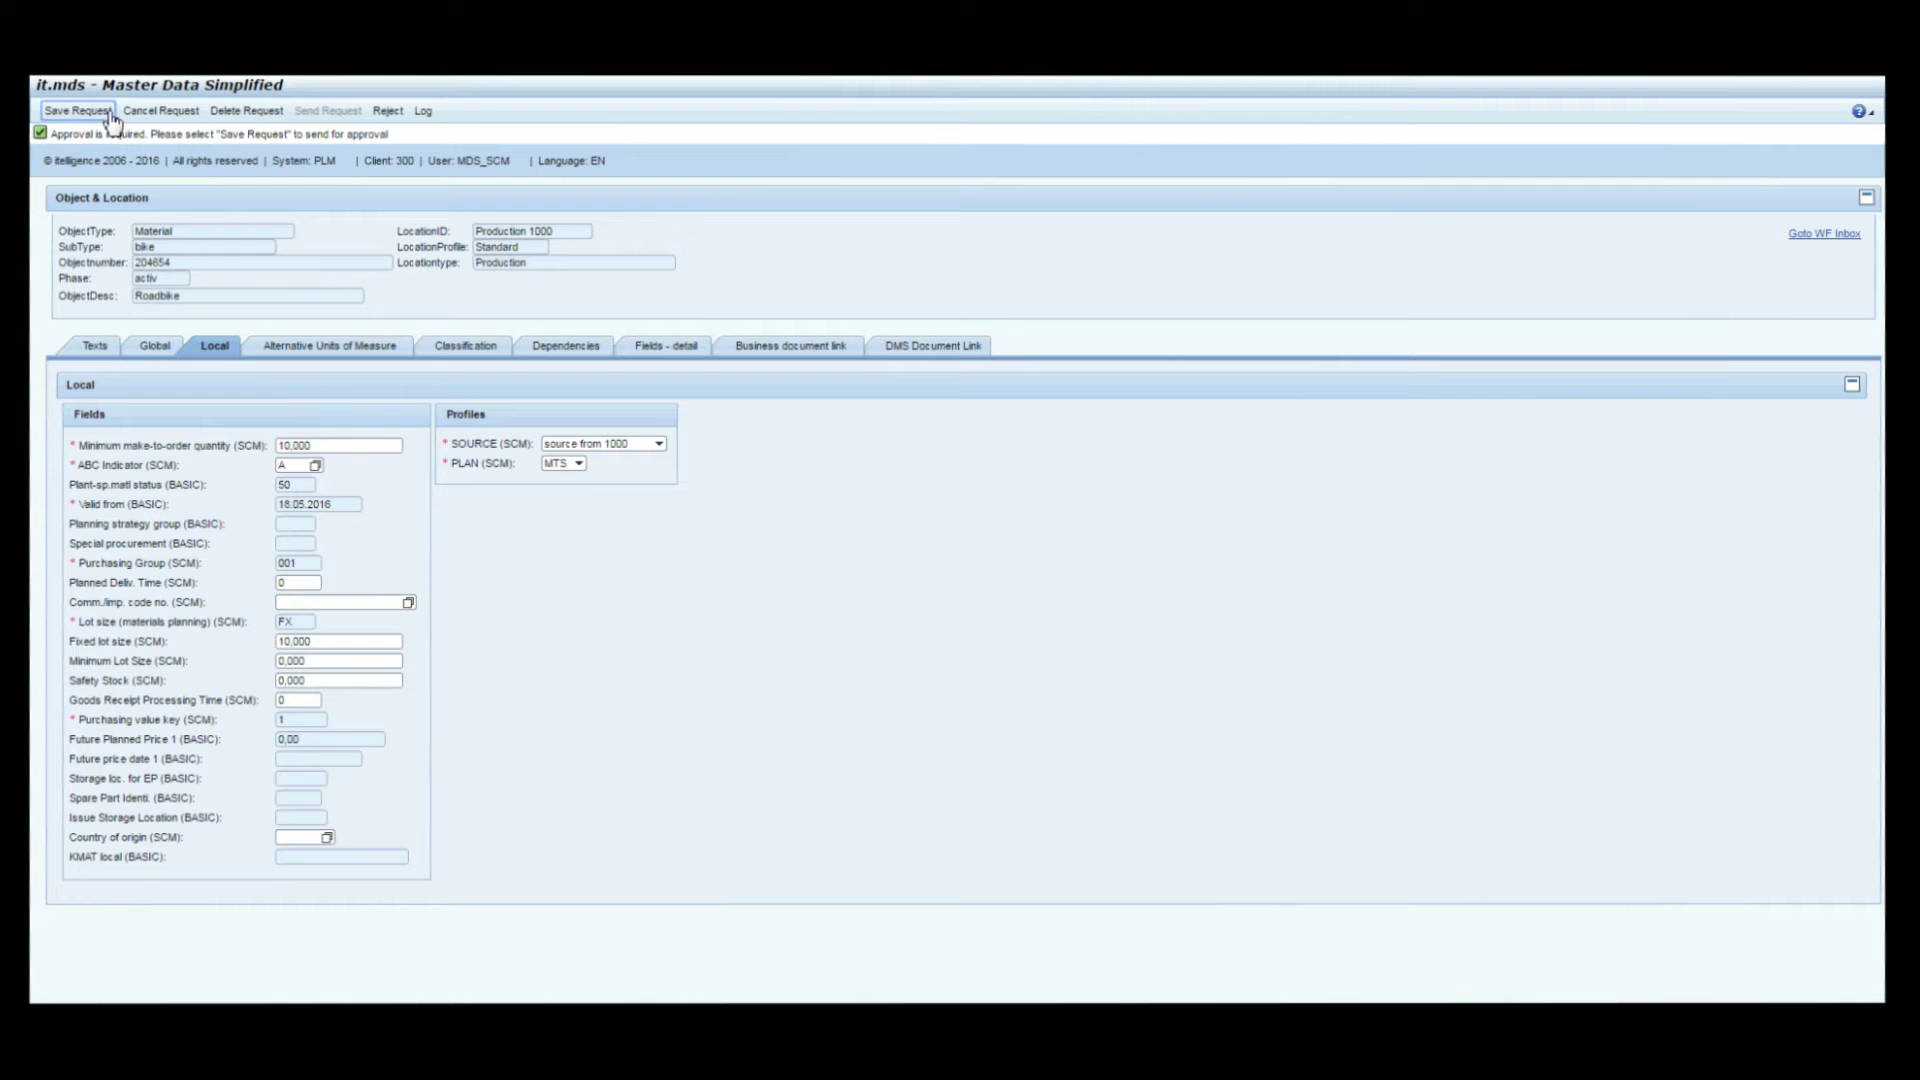 it.mds - Master Data Simplified
Save Request Cancel Request Delete Request Send Request Reject Log
Approval is required. Please select "Save Request" to send for approval
© itelligence 2006 - 2016 | All rights reserved | System: PLM | Client: 300 | User: MDS_SCM | Language: EN
Object & Location
ObjectType: Material LocationID: Production 1000
Goto WF Inbox
SubType: bike LocationProfile: Standard
Objectnumber: 204654 Locationtype: Production
Phase: activ
ObjectDesc: Roadbike
Texts Global Local Alternative Units of Measure Classification Dependencies Fields - detail Business document link DMS Document Link
Local
Fields Profiles
* Minimum make-to-order quantity (SCM): 10,000 * SOURCE (SCM): source from 1000
* ABC Indicator (SCM): A * PLAN (SCM): MTS
Plant-sp.matl status (BASIC): 50
* Valid from (BASIC): 18.05.2016
Planning strategy group (BASIC):
Special procurement (BASIC):
* Purchasing Group (SCM): 001
Planned Deliv. Time (SCM): 0
Comm./imp. code no. (SCM):
* Lot size (materials planning) (SCM): FX
Fixed lot size (SCM): 10,000
Minimum Lot Size (SCM): 0,000
Safety Stock (SCM): 0,000
Goods Receipt Processing Time (SCM): 0
* Purchasing value key (SCM): 1
Future Planned Price 1 (BASIC): 0,00
Future price date 1 (BASIC):
Storage loc. for EP (BASIC):
Spare Part Identi. (BASIC):
Issue Storage Location (BASIC):
Country of origin (SCM):
KMAT local (BASIC):